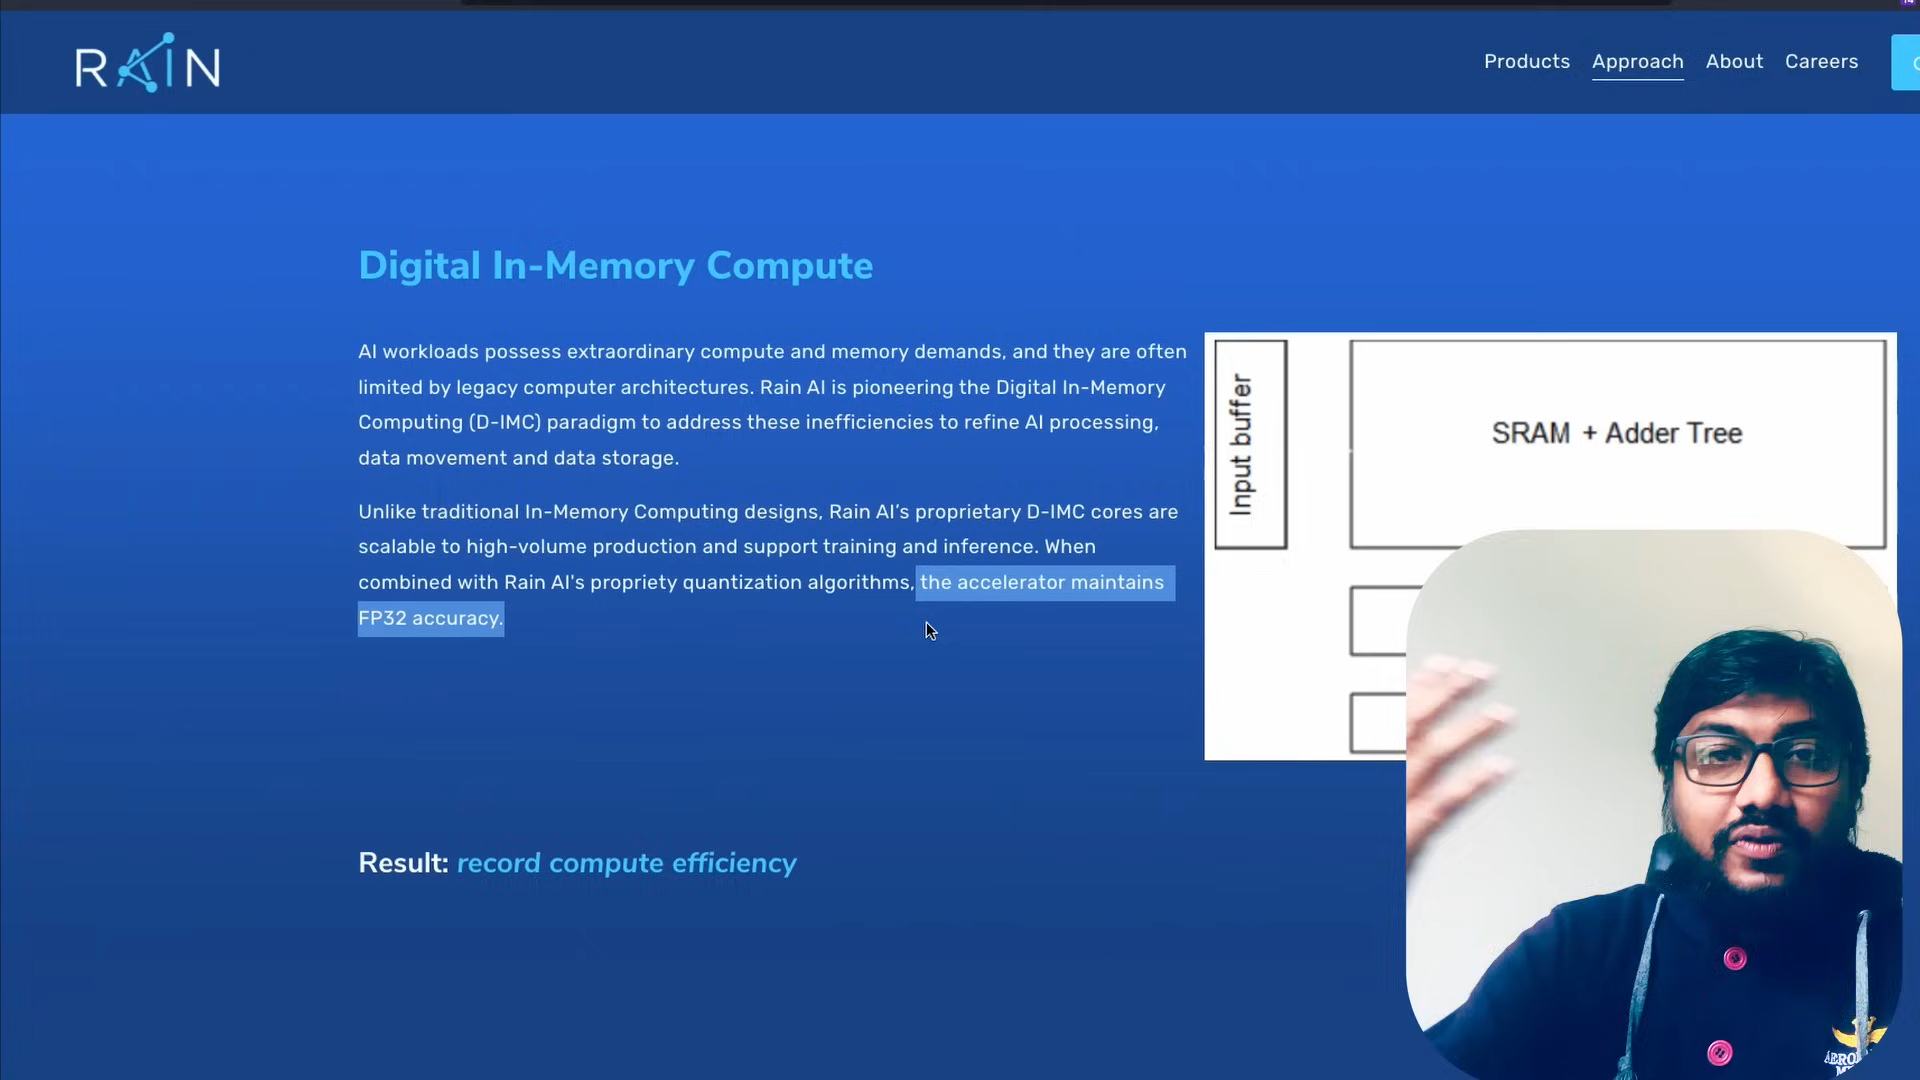 RAIN
Products Approach About Careers
Digital In-Memory Compute
AI workloads possess extraordinary compute and memory demands, and they are often
limited by legacy computer architectures. Rain AI is pioneering the Digital In-Memory
Computing (D-IMC) paradigm to address these inefficiencies to refine AI processing,
data movement and data storage.
Unlike traditional In-Memory Computing designs, Rain AI's proprietary D-IMC cores are
scalable to high-volume production and support training and inference. When
combined with Rain AI's propriety quantization algorithms, the accelerator maintains
FP32 accuracy.
Input buffer
SRAM + Adder Tree
Result: record compute efficiency